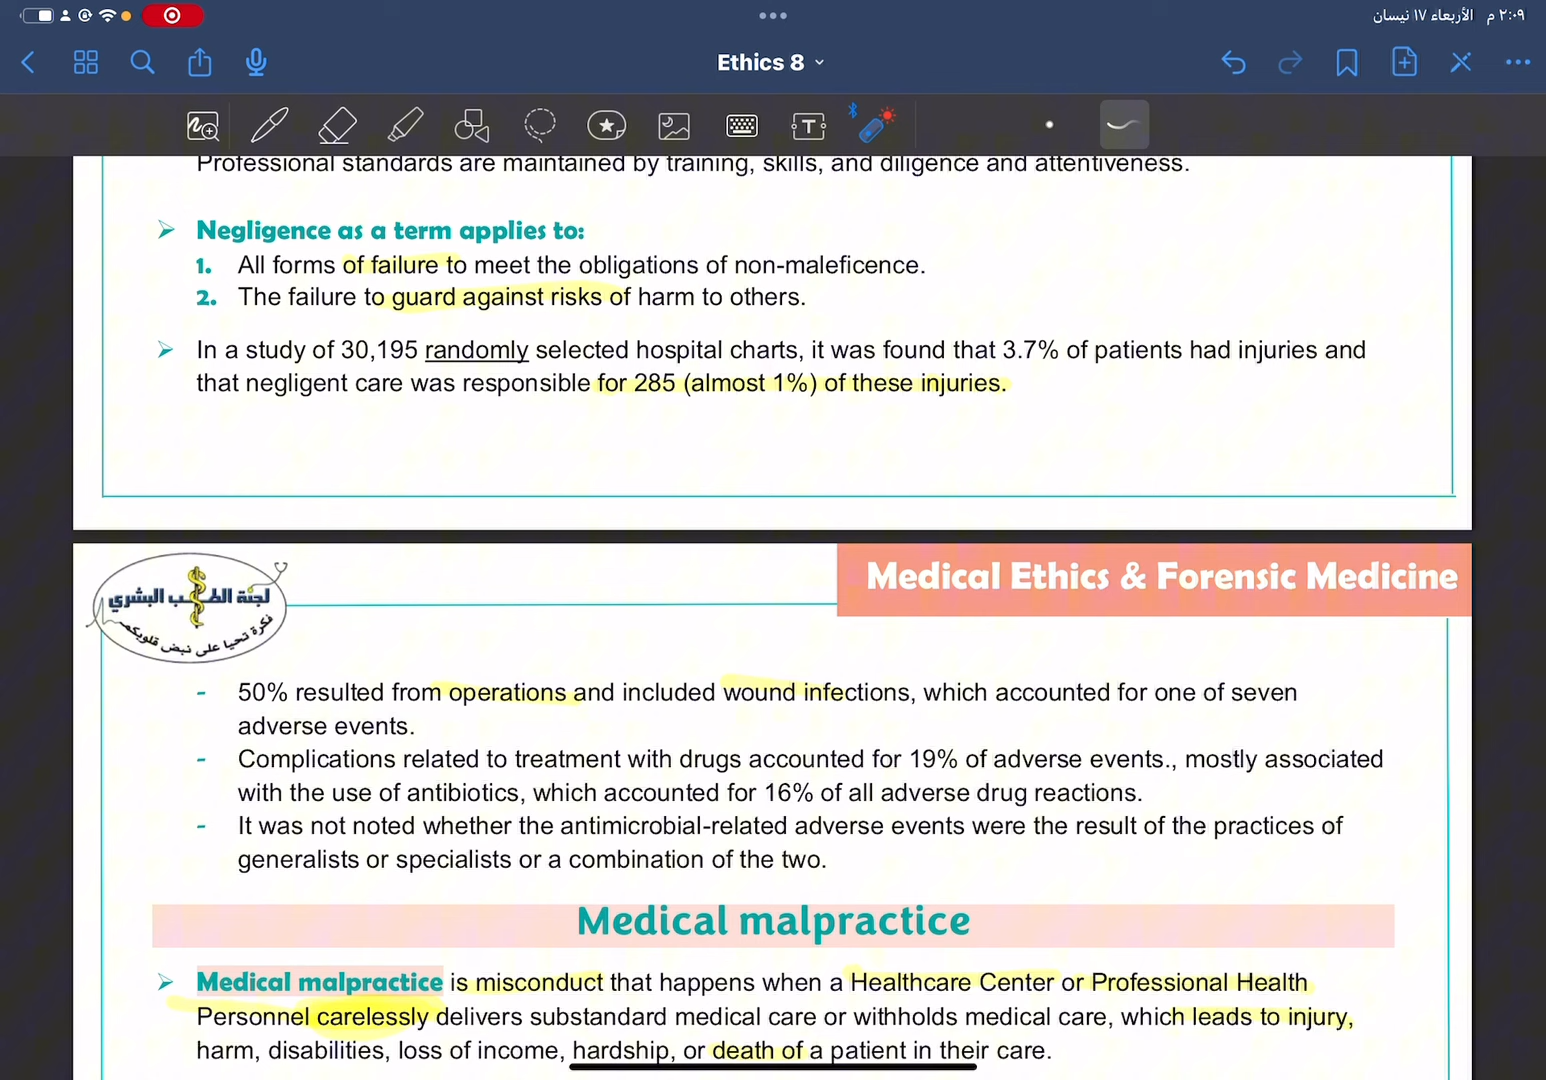 ٢:٠٩ م الأربعاء ١٧ نيسان
Ethics 8
Professional standards are maintained by training, skills, and diligence and attentiveness.
Negligence as a term applies to:
1. All forms of failure to meet the obligations of non-maleficence.
2. The failure to guard against risks of harm to others.
In a study of 30,195 randomly selected hospital charts, it was found that 3.7% of patients had injuries and
that negligent care was responsible for 285 (almost 1%) of these injuries.
لجنة الطب البشري
فكرة تحيا على نبض قلوبكم
Medical Ethics & Forensic Medicine
- 50% resulted from operations and included wound infections, which accounted for one of seven
adverse events.
- Complications related to treatment with drugs accounted for 19% of adverse events., mostly associated
with the use of antibiotics, which accounted for 16% of all adverse drug reactions.
- It was not noted whether the antimicrobial-related adverse events were the result of the practices of
generalists or specialists or a combination of the two.
Medical malpractice
Medical malpractice is misconduct that happens when a Healthcare Center or Professional Health
Personnel carelessly delivers substandard medical care or withholds medical care, which leads to injury,
harm, disabilities, loss of income, hardship, or death of a patient in their care.